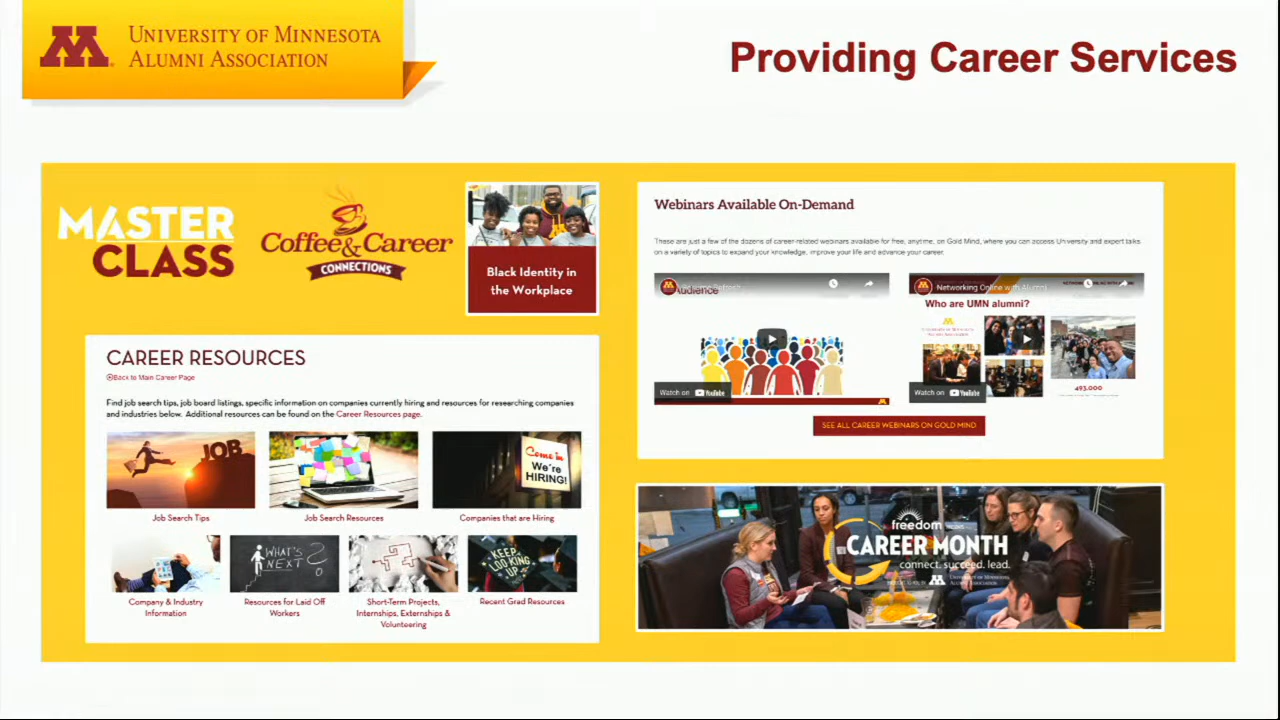 UNIVERSITY OF MINNESOTA
ALUMNI ASSOCIATION
Providing Career Services
MASTER
CLASS
Coffee & Career
CONNECTIONS
Black Identity in
the Workplace
CAREER RESOURCES
Back to Main Career Page
Find job search tips, job board listings, specific information on companies currently hiring and resources for researching companies
and industries below. Additional resources can be found on the Career Resources page.
JOB
Come in
We're
HIRING!
Job Search Tips
Job Search Resources
Companies that are Hiring
WHAT'S
NEXT?
KEEP
LOOKING
UP
Company & Industry
Information
Resources for Laid Off
Workers
Short-Term Projects,
Internships, Externships &
Volunteering
Recent Grad Resources
Webinars Available On-Demand
These are just a few of the dozens of career-related webinars available for free, anytime, on Gold Mind, where you can access University and expert talks
on a variety of topics to expand your knowledge, improve your life and advance your career.
Audience
Watch on YouTube
Networking Online with Alumni
Who are UMN alumni?
493,000
Watch on YouTube
SEE ALL CAREER WEBINARS ON GOLD MIND
freedom
CAREER MONTH
connect. succeed. lead.
UNIVERSITY OF MINNESOTA
ALUMNI ASSOCIATION